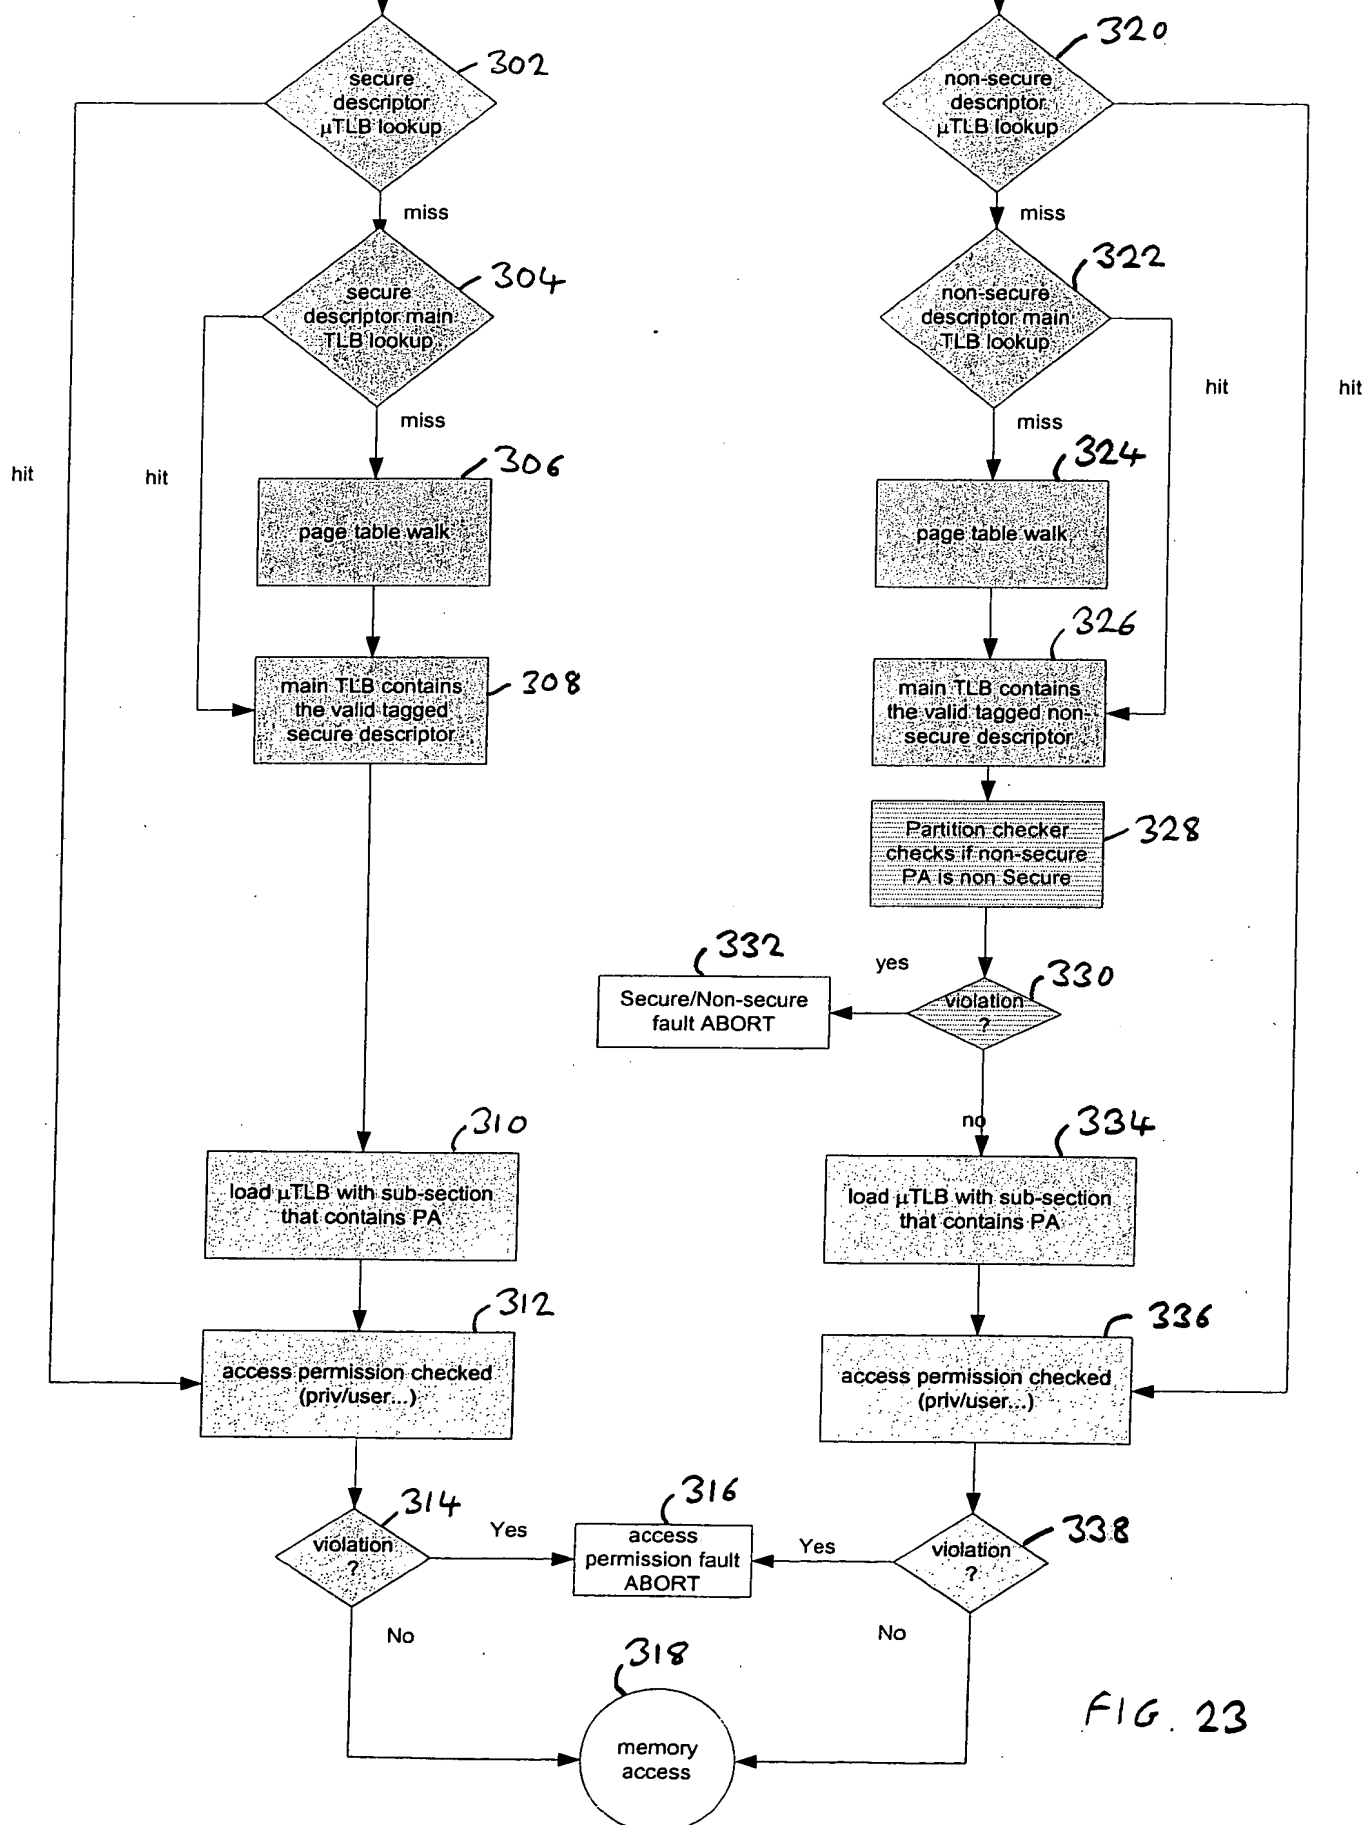 302
secure
descriptor
μTLB lookup
miss
304
secure
descriptor main
TLB lookup
miss
hit
hit
306
page table walk
308
main TLB contains
the valid tagged
secure descriptor
310
load μTLB with sub-section
that contains PA
312
access permission checked
(priv/user...)
314
violation
?
Yes
No
316
access
permission fault
ABORT
318
memory
access
320
non-secure
descriptor
μTLB lookup
miss
322
non-secure
descriptor main
TLB lookup
miss
hit
hit
324
page table walk
326
main TLB contains
the valid tagged non-
secure descriptor
328
Partition checker
checks if non-secure
PA is non Secure
330
violation
?
yes
332
Secure/Non-secure
fault ABORT
no
334
load μTLB with sub-section
that contains PA
336
access permission checked
(priv/user...)
338
violation
?
Yes
No
FIG. 23